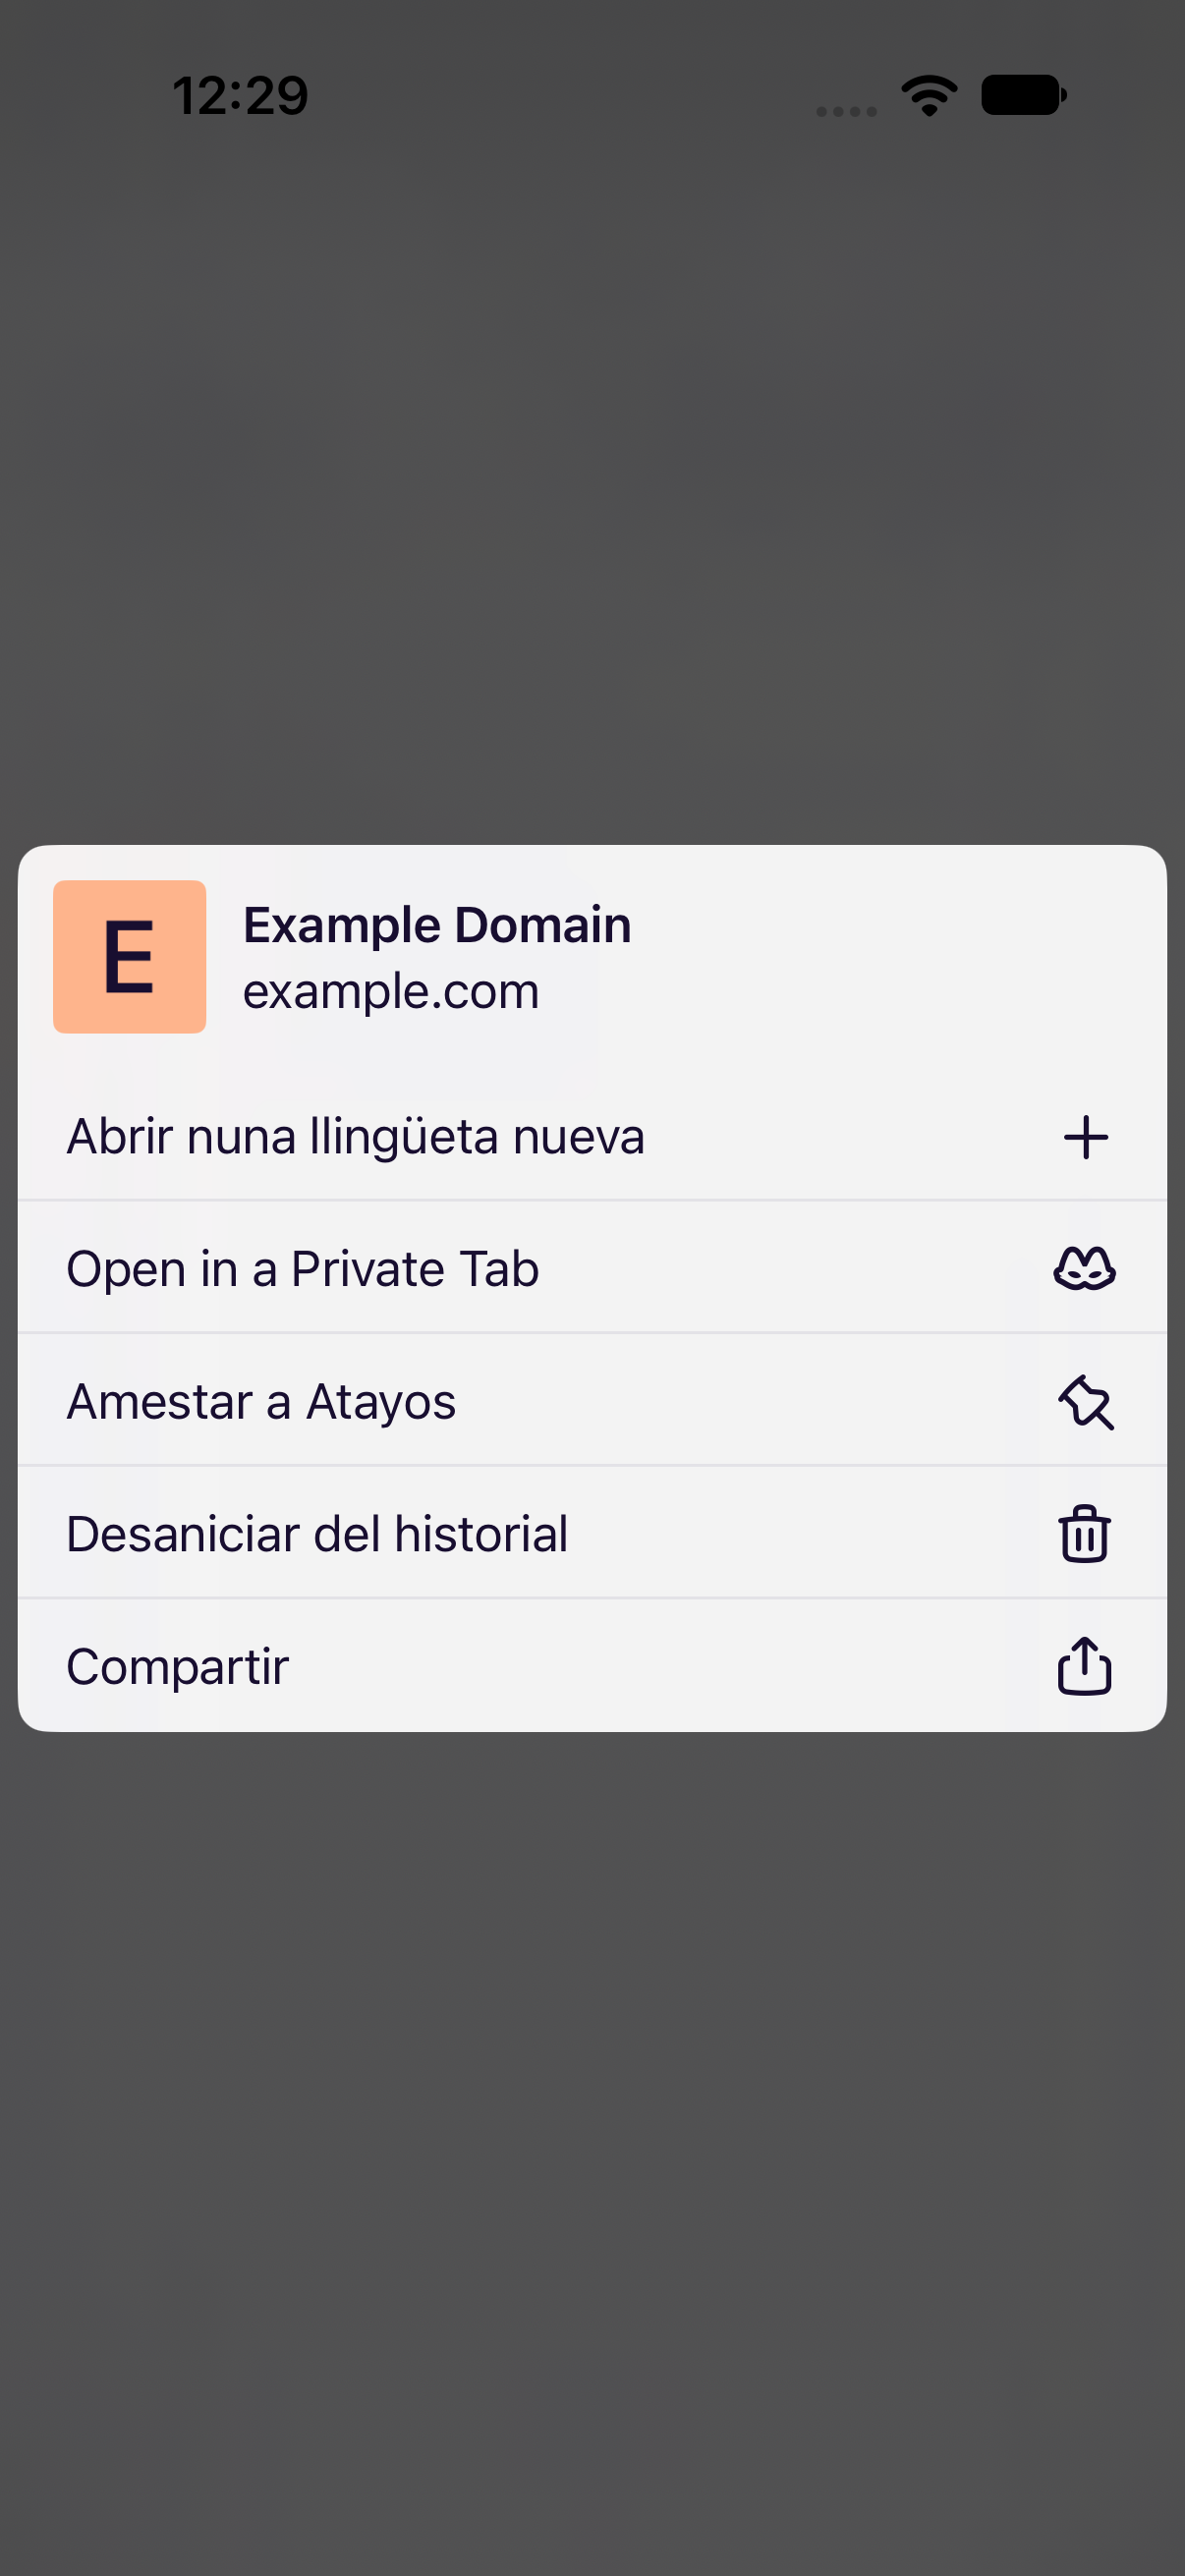 12:29
E
Example Domain
example.com
Abrir nuna llingüeta nueva
Open in a Private Tab
Amestar a Atayos
Desaniciar del historial
Compartir